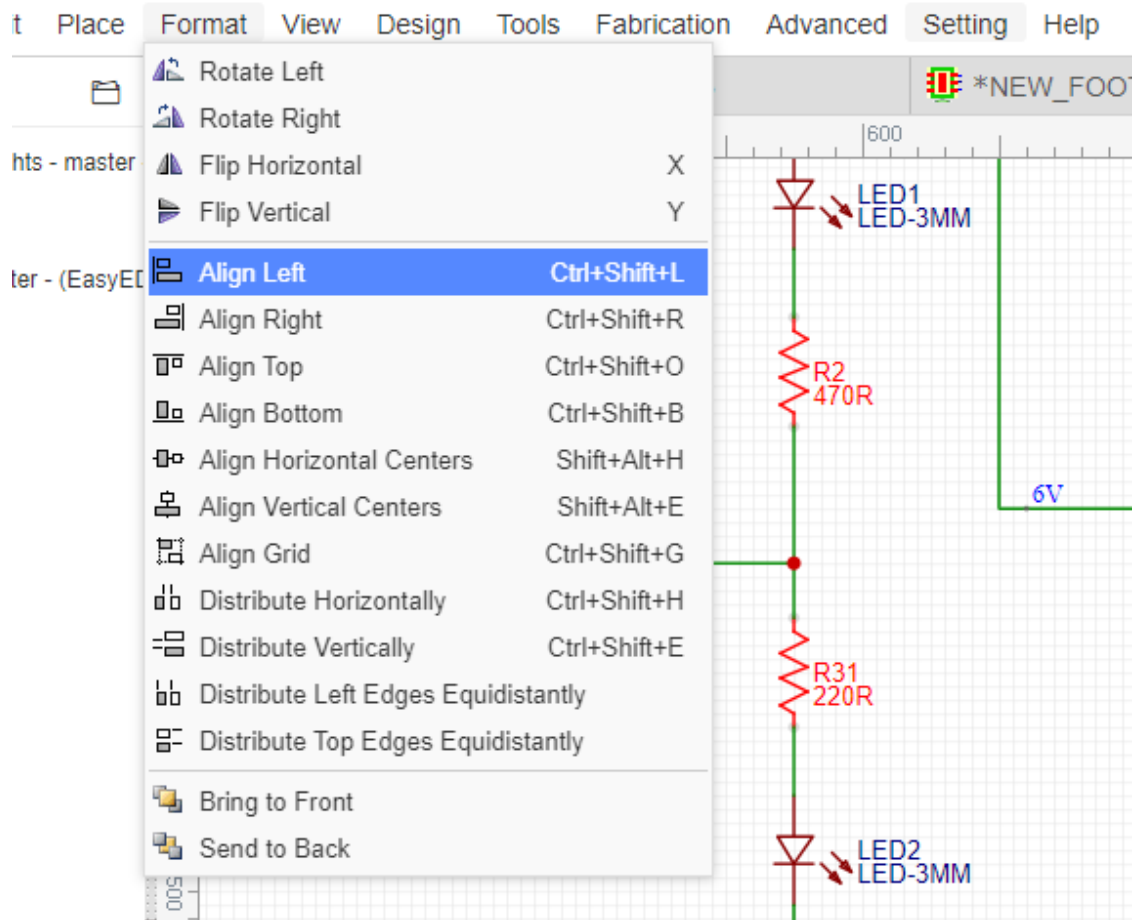 Place Format View Design Tools Fabrication Advanced Setting Help
*NEW_FOOT
600
hts - master
ter - (EasyED
Rotate Left
Rotate Right
Flip Horizontal X
Flip Vertical Y
Align Left Ctrl+Shift+L
Align Right Ctrl+Shift+R
Align Top Ctrl+Shift+O
Align Bottom Ctrl+Shift+B
Align Horizontal Centers Shift+Alt+H
Align Vertical Centers Shift+Alt+E
Align Grid Ctrl+Shift+G
Distribute Horizontally Ctrl+Shift+H
Distribute Vertically Ctrl+Shift+E
Distribute Left Edges Equidistantly
Distribute Top Edges Equidistantly
Bring to Front
Send to Back
500
LED1
LED-3MM
R2
470R
6V
R31
220R
LED2
LED-3MM